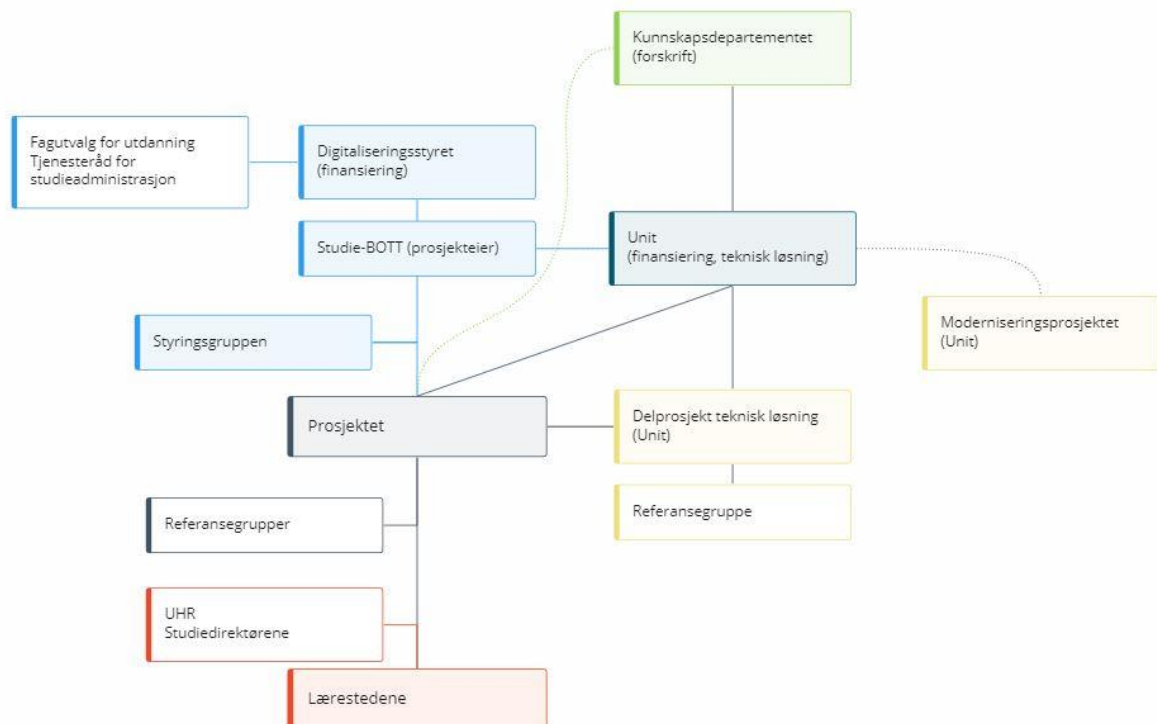 Kunnskapsdepartementet
(forskrift)
Fagutvalg for utdanning
Tjenesteråd for
studieadministrasjon
Digitaliseringsstyret
(finansiering)
Studie-BOTT (prosjekteier)
Unit
(finansiering, teknisk løsning)
Moderniseringsprosjektet
(Unit)
Styringsgruppen
Prosjektet
Delprosjekt teknisk løsning
(Unit)
Referansegrupper
Referansegruppe
UHR
Studiedirektørene
Lærestedene